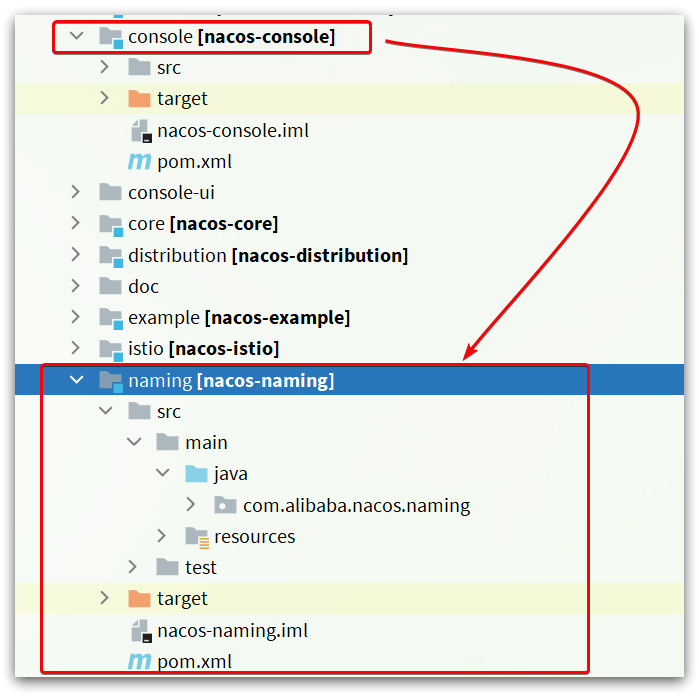 console [nacos-console]
src
target
nacos-console.iml
pom.xml
console-ui
core [nacos-core]
distribution [nacos-distribution]
doc
example [nacos-example]
istio [nacos-istio]
naming [nacos-naming]
src
main
java
com.alibaba.nacos.naming
resources
test
target
nacos-naming.iml
pom.xml